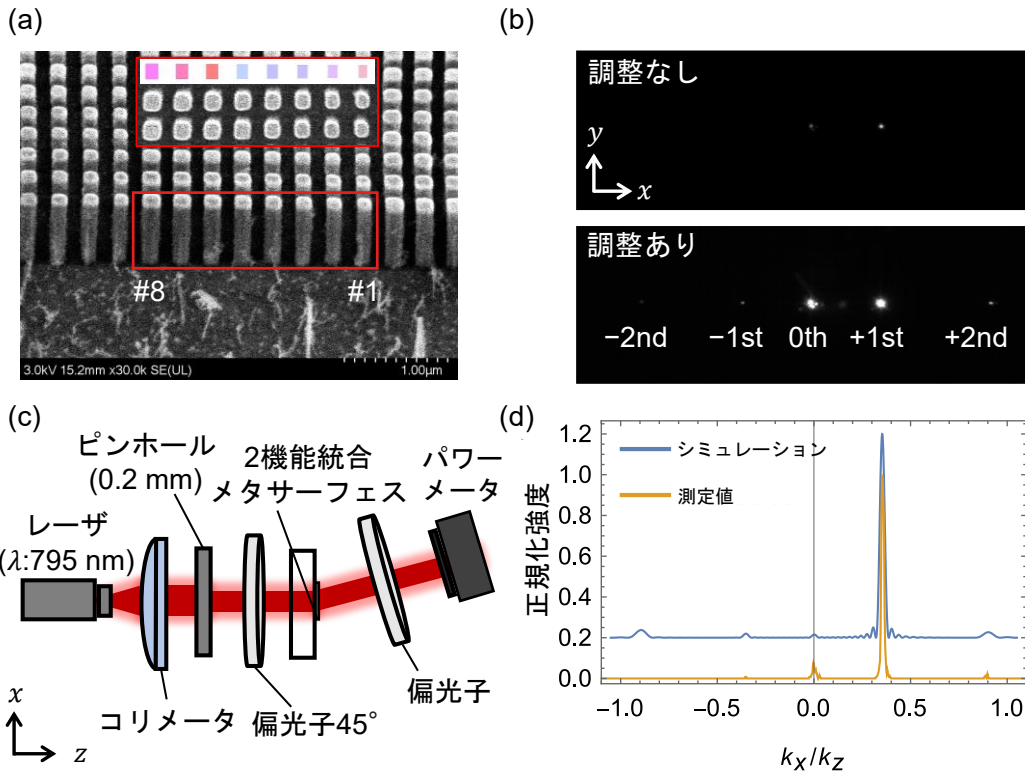 (a)
#8
#1
3.0kV 15.2mm x30.0k SE(UL)
1.00μm
(b)
調整なし
y
x
調整あり
−2nd
−1st
0th
+1st
+2nd
(c)
ピンホール
(0.2 mm)
2機能統合
メタサーフェス
パワー
メータ
レーザ
(λ:795 nm)
コリメータ
偏光子45°
偏光子
x
z
(d)
正規化強度
1.2
1.0
0.8
0.6
0.4
0.2
0.0
シミュレーション
測定値
−1.0
−0.5
0.0
0.5
1.0
kx/kz